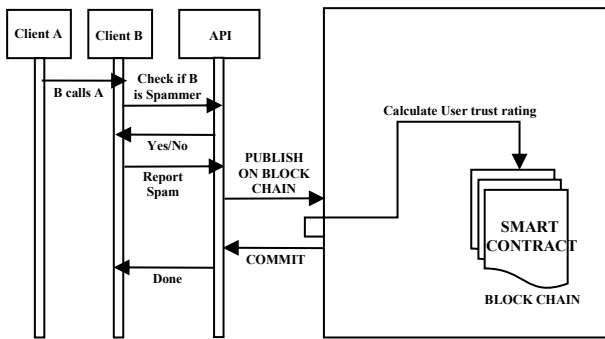 Client A
Client B
API
B calls A
Check if B
is Spammer
Yes/No
Report
Spam
PUBLISH
ON BLOCK
CHAIN
Calculate User trust rating
SMART
CONTRACT
COMMIT
Done
BLOCK CHAIN